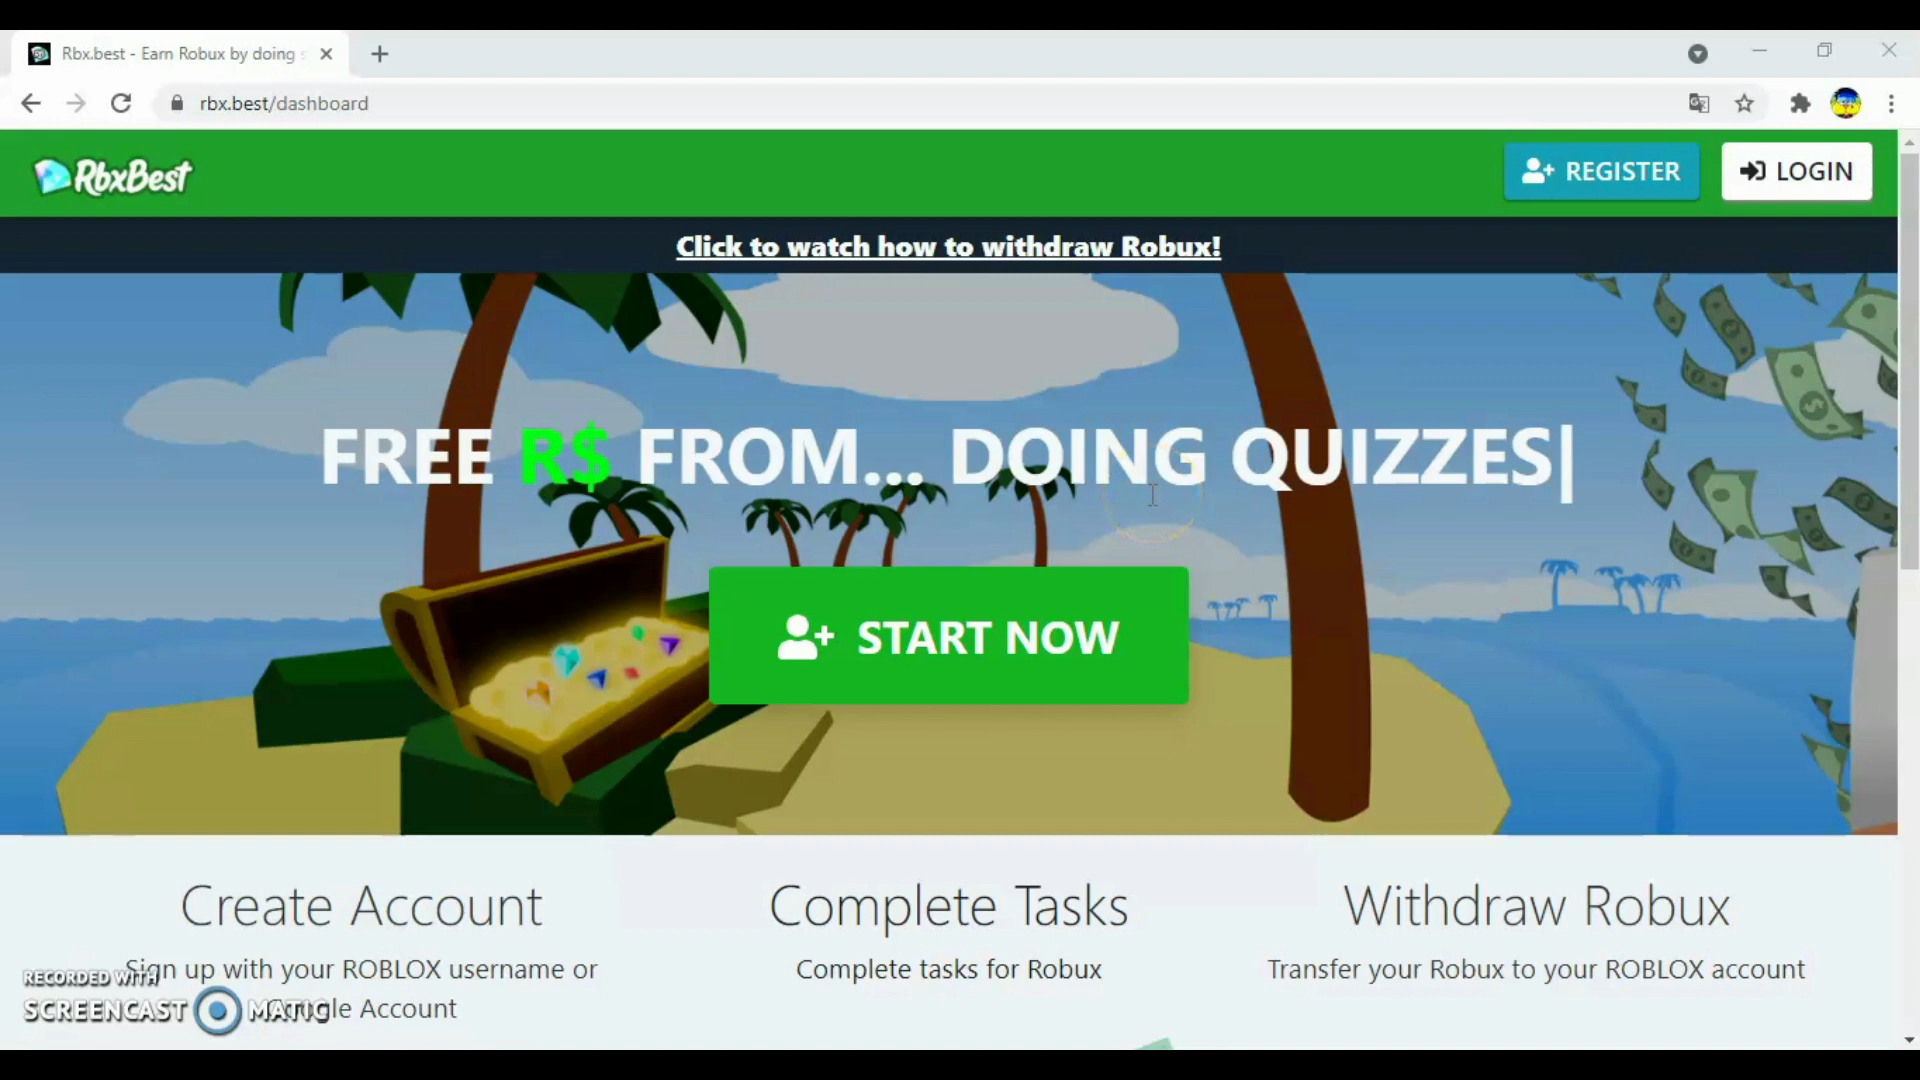 Rbx.best - Earn Robux by doing s
rbx.best/dashboard
RbxBest
REGISTER
LOGIN
Click to watch how to withdraw Robux!
FREE R$ FROM... DOING QUIZZES|
START NOW
Create Account
Sign up with your ROBLOX username or
Google Account
Complete Tasks
Complete tasks for Robux
Withdraw Robux
Transfer your Robux to your ROBLOX account
RECORDED WITH
SCREENCAST MATIC